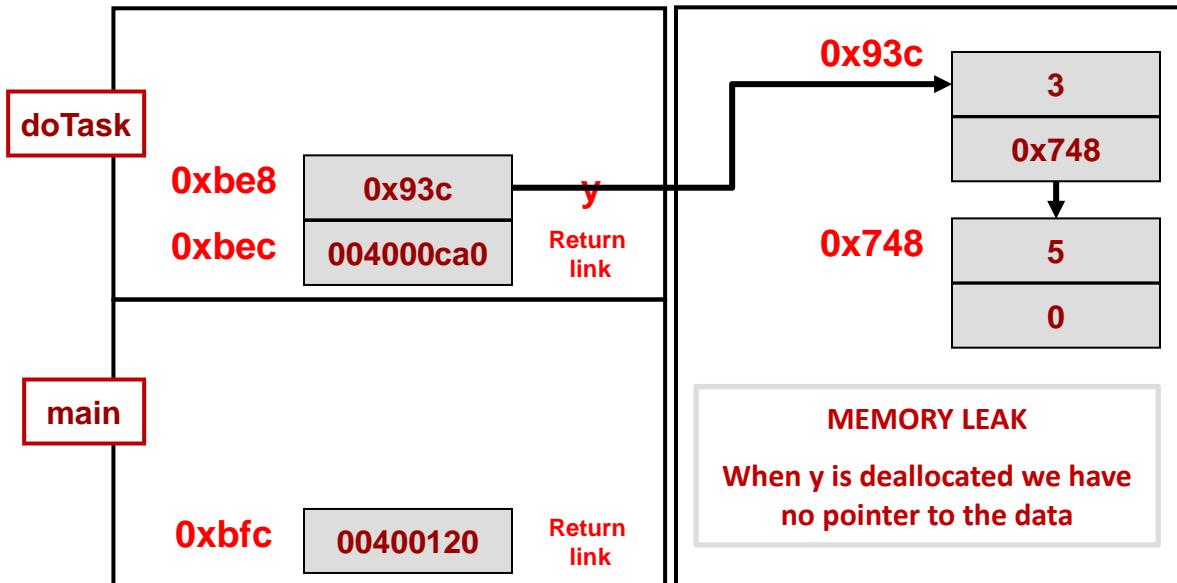 doTask
0xbe8
0x93c
y
0xbec
004000ca0
Return
link
main
0xbfc
00400120
Return
link
0x93c
3
0x748
0x748
5
0
MEMORY LEAK
When y is deallocated we have
no pointer to the data